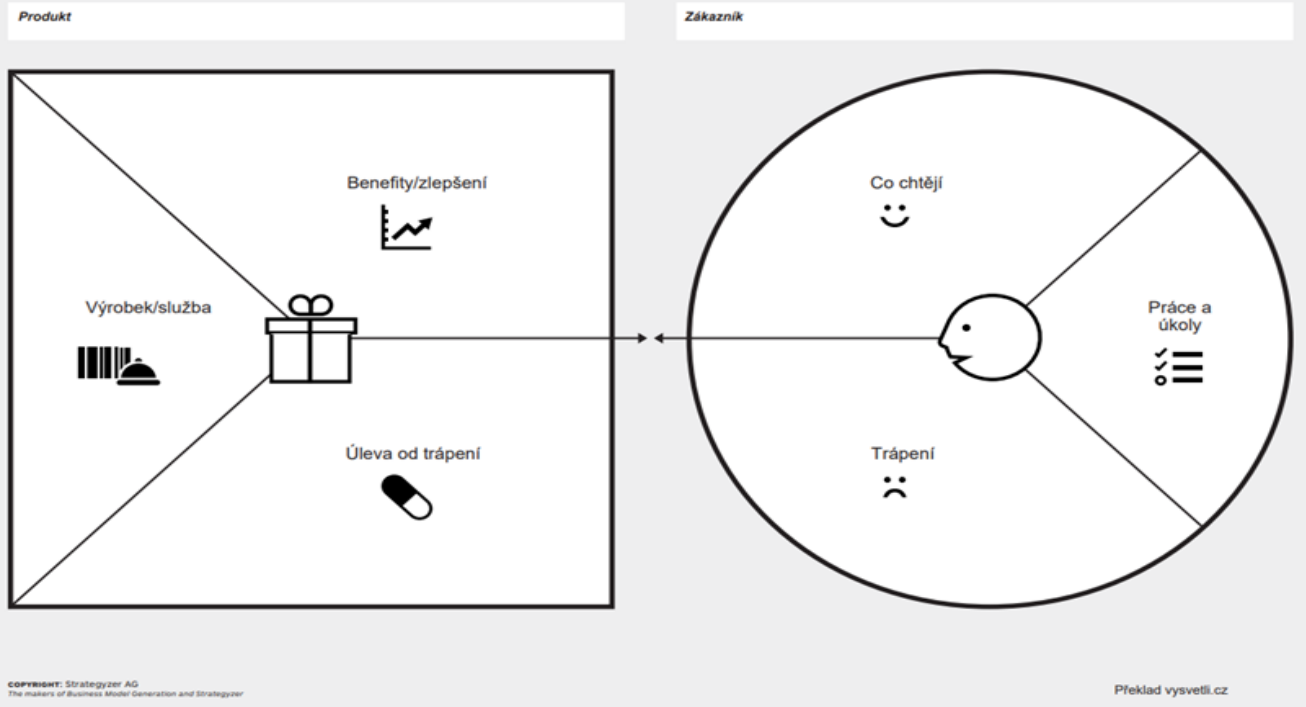 Produkt
Zákazník
Benefity/zlepšení
Výrobek/služba
Úleva od trápení
Co chtějí
Práce a
úkoly
Trápení
COPYRIGHT: Strategyzer AG
The makers of Business Model Generation and Strategyzer
Překlad vysvetli.cz